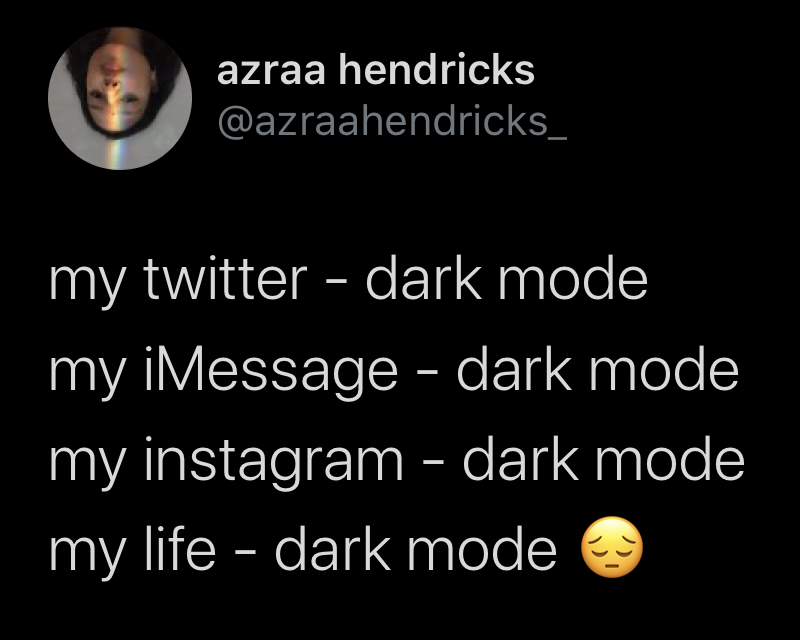 azraa hendricks
@azraahendricks_
my twitter - dark mode
my iMessage - dark mode
my instagram - dark mode
my life - dark mode 😔